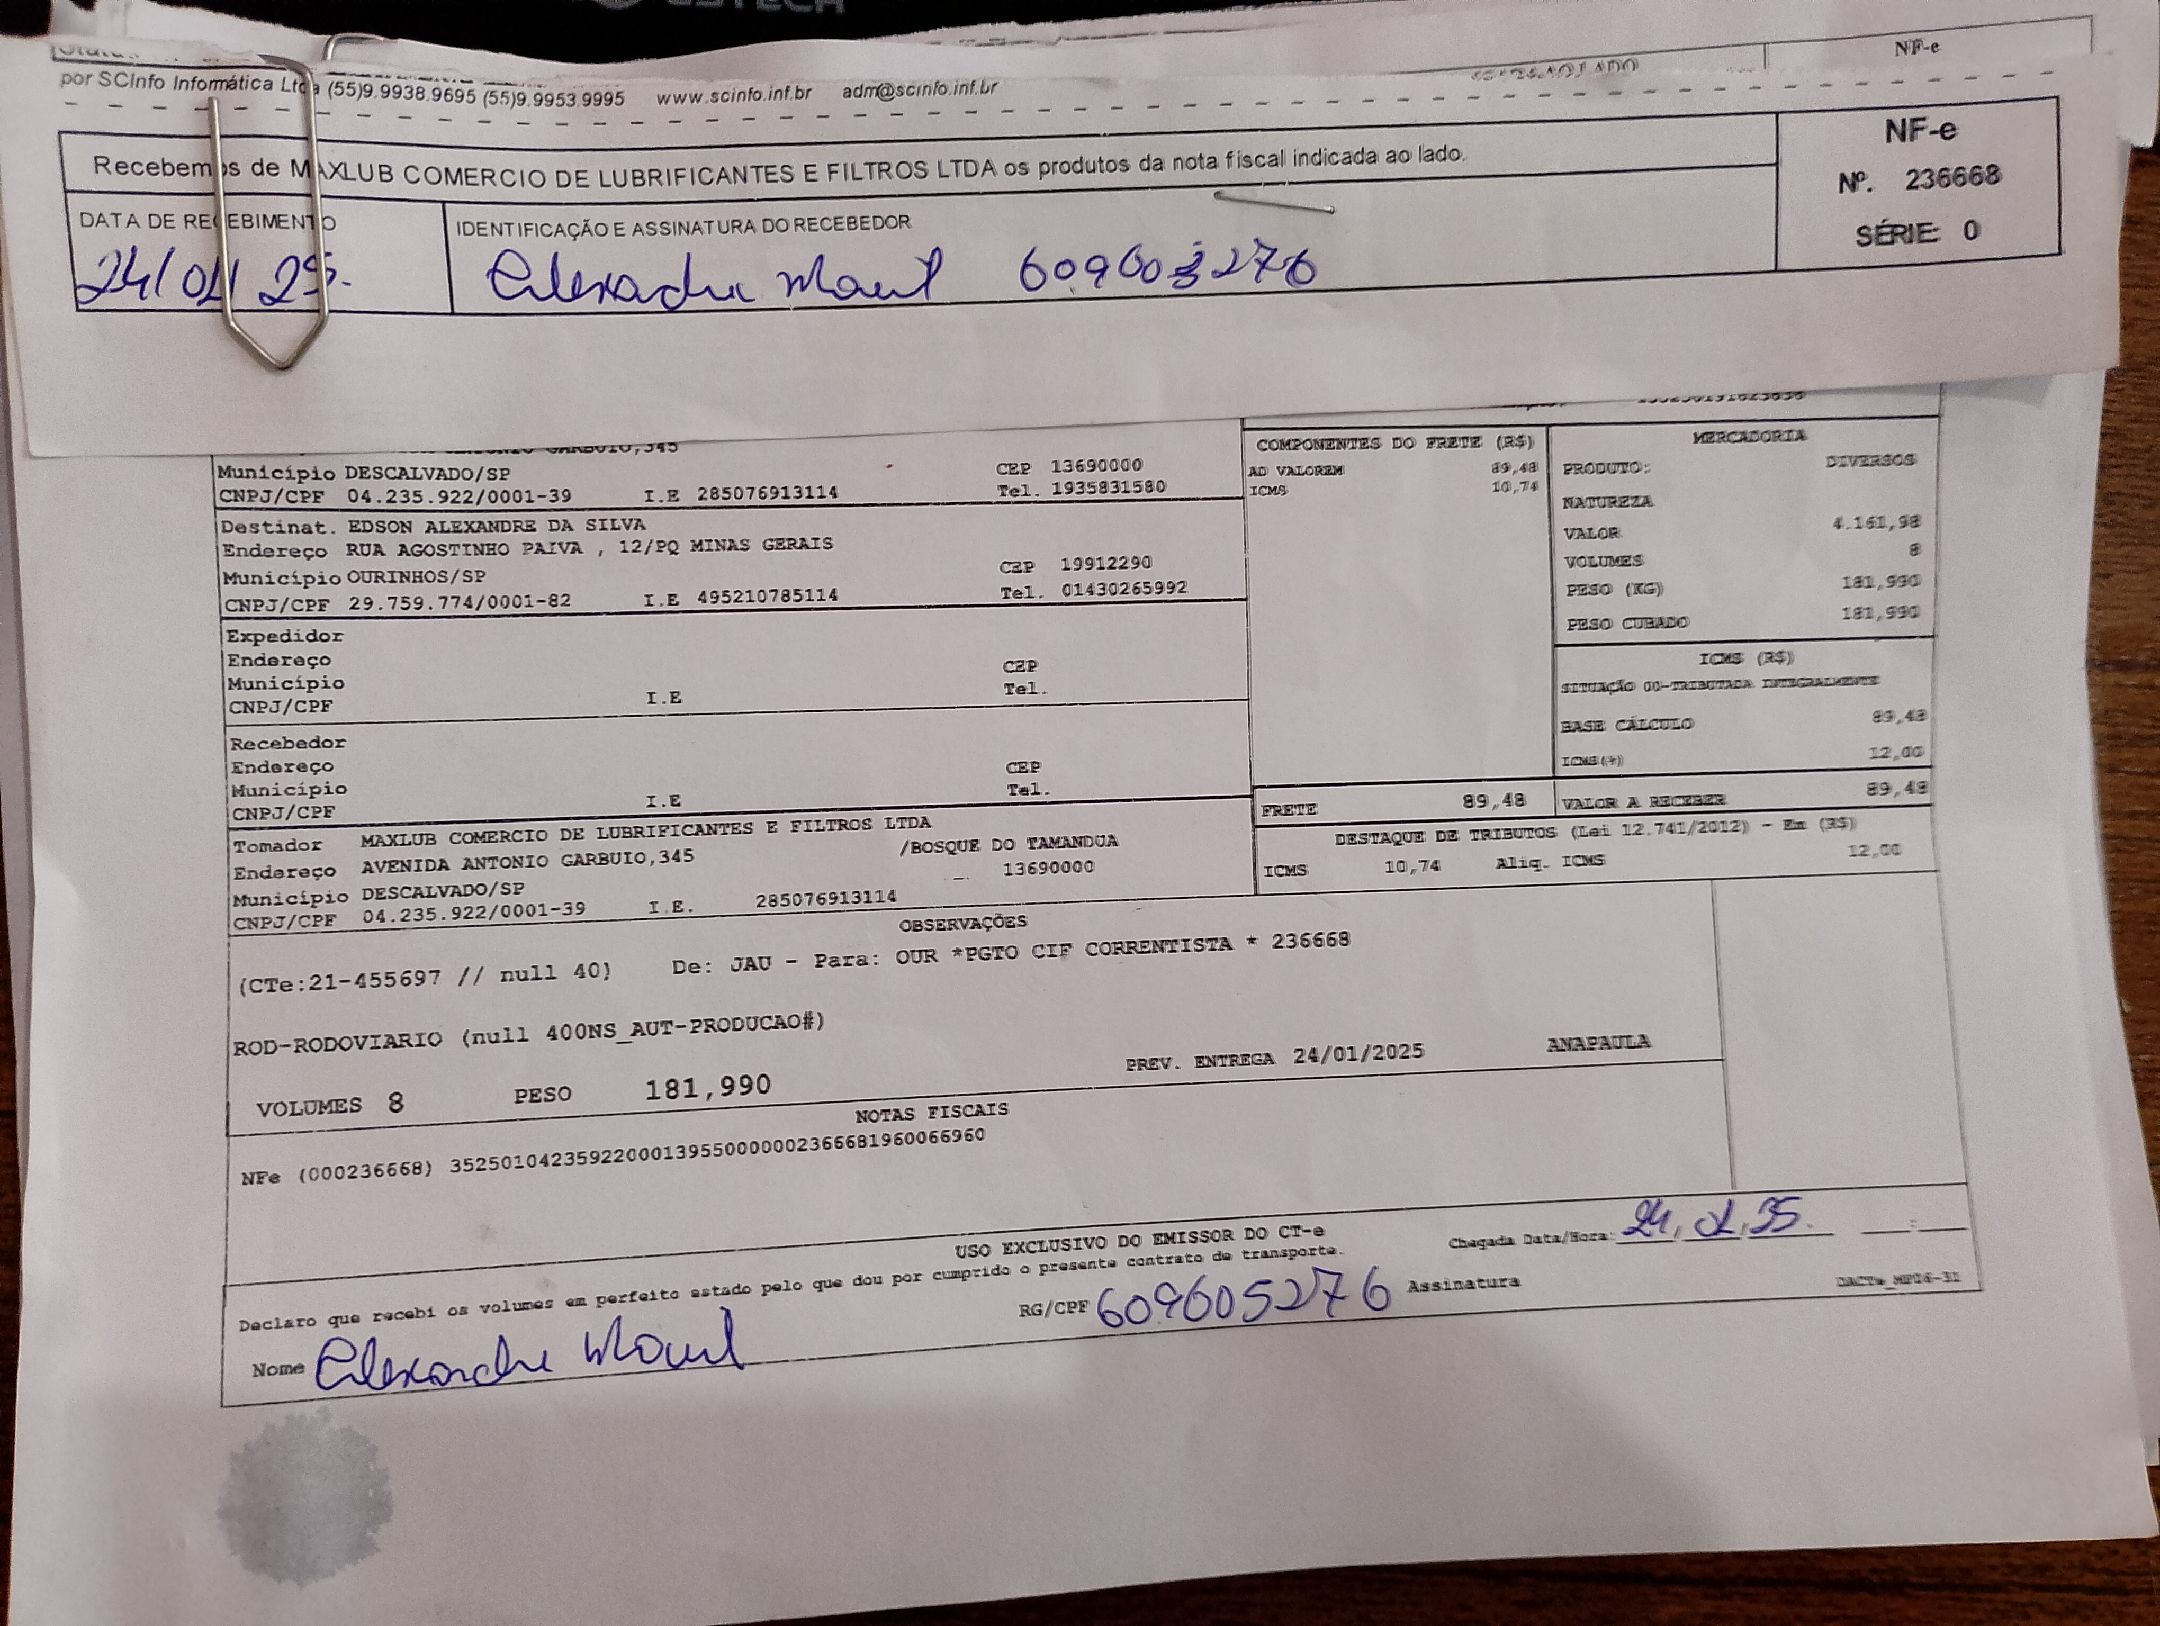 NF-e
por SCInfo Informática Ltda (55)9.9938.9695 (55)9.9953.9995 www.scinfo.inf.br adm@scinfo.inf.br
Recebemos de MAXLUB COMERCIO DE LUBRIFICANTES E FILTROS LTDA os produtos da nota fiscal indicada ao lado.
NF-e
Nº. 236668
SÉRIE: 0
DATA DE RECEBIMENTO
24/01/25.
IDENTIFICAÇÃO E ASSINATURA DO RECEBEDOR
Município DESCALVADO/SP CEP 13690000
CNPJ/CPF 04.235.922/0001-39 I.E 285076913114 Tel. 1935831580
Destinat. EDSON ALEXANDRE DA SILVA
Endereço RUA AGOSTINHO PAIVA , 12/PQ MINAS GERAIS
Município OURINHOS/SP CEP 19912290
CNPJ/CPF 29.759.774/0001-82 I.E 495210785114 Tel. 01430265992
Expedidor
Endereço
Município CEP
CNPJ/CPF I.E Tel.
Recebedor
Endereço
Município CEP
CNPJ/CPF I.E Tel.
Tomador MAXLUB COMERCIO DE LUBRIFICANTES E FILTROS LTDA
Endereço AVENIDA ANTONIO GARBUIO,345 /BOSQUE DO TAMANDUA
Município DESCALVADO/SP 13690000
CNPJ/CPF 04.235.922/0001-39 I.E. 285076913114
COMPONENTES DO FRETE (R$)
AD VALOREM 89,48
ICMS 10,74
FRETE 89,48
MERCADORIA
PRODUTO: DIVERSOS
NATUREZA
VALOR 4.161,98
VOLUMES 8
PESO (KG) 181,990
PESO CUBADO 181,990
ICMS (R$)
SITUAÇÃO 00-TRIBUTADA INTEGRALMENTE
BASE CÁLCULO 89,48
ICMS(%) 12,00
VALOR A RECEBER 89,48
DESTAQUE DE TRIBUTOS (Lei 12.741/2012) - Em (R$)
ICMS 10,74 Aliq. ICMS 12,00
OBSERVAÇÕES
(CTe:21-455697 // null 40) De: JAU - Para: OUR *PGTO CIF CORRENTISTA * 236668
ROD-RODOVIARIO (null 400NS_AUT-PRODUCAO#)
PREV. ENTREGA 24/01/2025 ANAPAULA
VOLUMES 8 PESO 181,990
NOTAS FISCAIS
NFe (000236668) 35250104235922000139550000002366681960066960
USO EXCLUSIVO DO EMISSOR DO CT-e
Declaro que recebi os volumes em perfeito estado pelo que dou por cumprido o presente contrato de transporte.
Chegada Data/Hora:
Nome Alexandre RG/CPF 609605276 Assinatura
DACTe_MP06-31